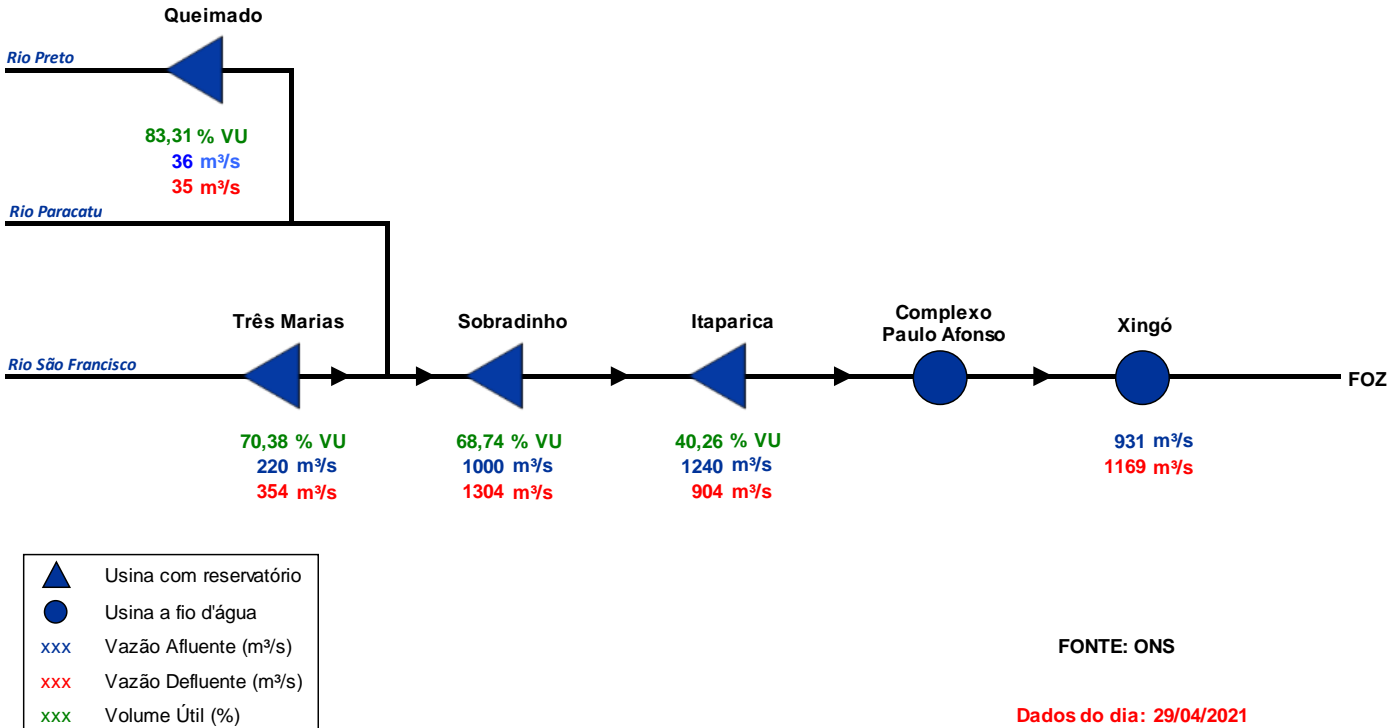 Queimado
Rio Preto
83,31 % VU
36 m³/s
35 m³/s
Rio Paracatu
Três Marias
Sobradinho
Itaparica
Complexo
Paulo Afonso
Xingó
Rio São Francisco
FOZ
70,38 % VU
220 m³/s
354 m³/s
68,74 % VU
1000 m³/s
1304 m³/s
40,26 % VU
1240 m³/s
904 m³/s
931 m³/s
1169 m³/s
Usina com reservatório
Usina a fio d'água
xxx Vazão Afluente (m³/s)
xxx Vazão Defluente (m³/s)
xxx Volume Útil (%)
FONTE: ONS
Dados do dia: 29/04/2021